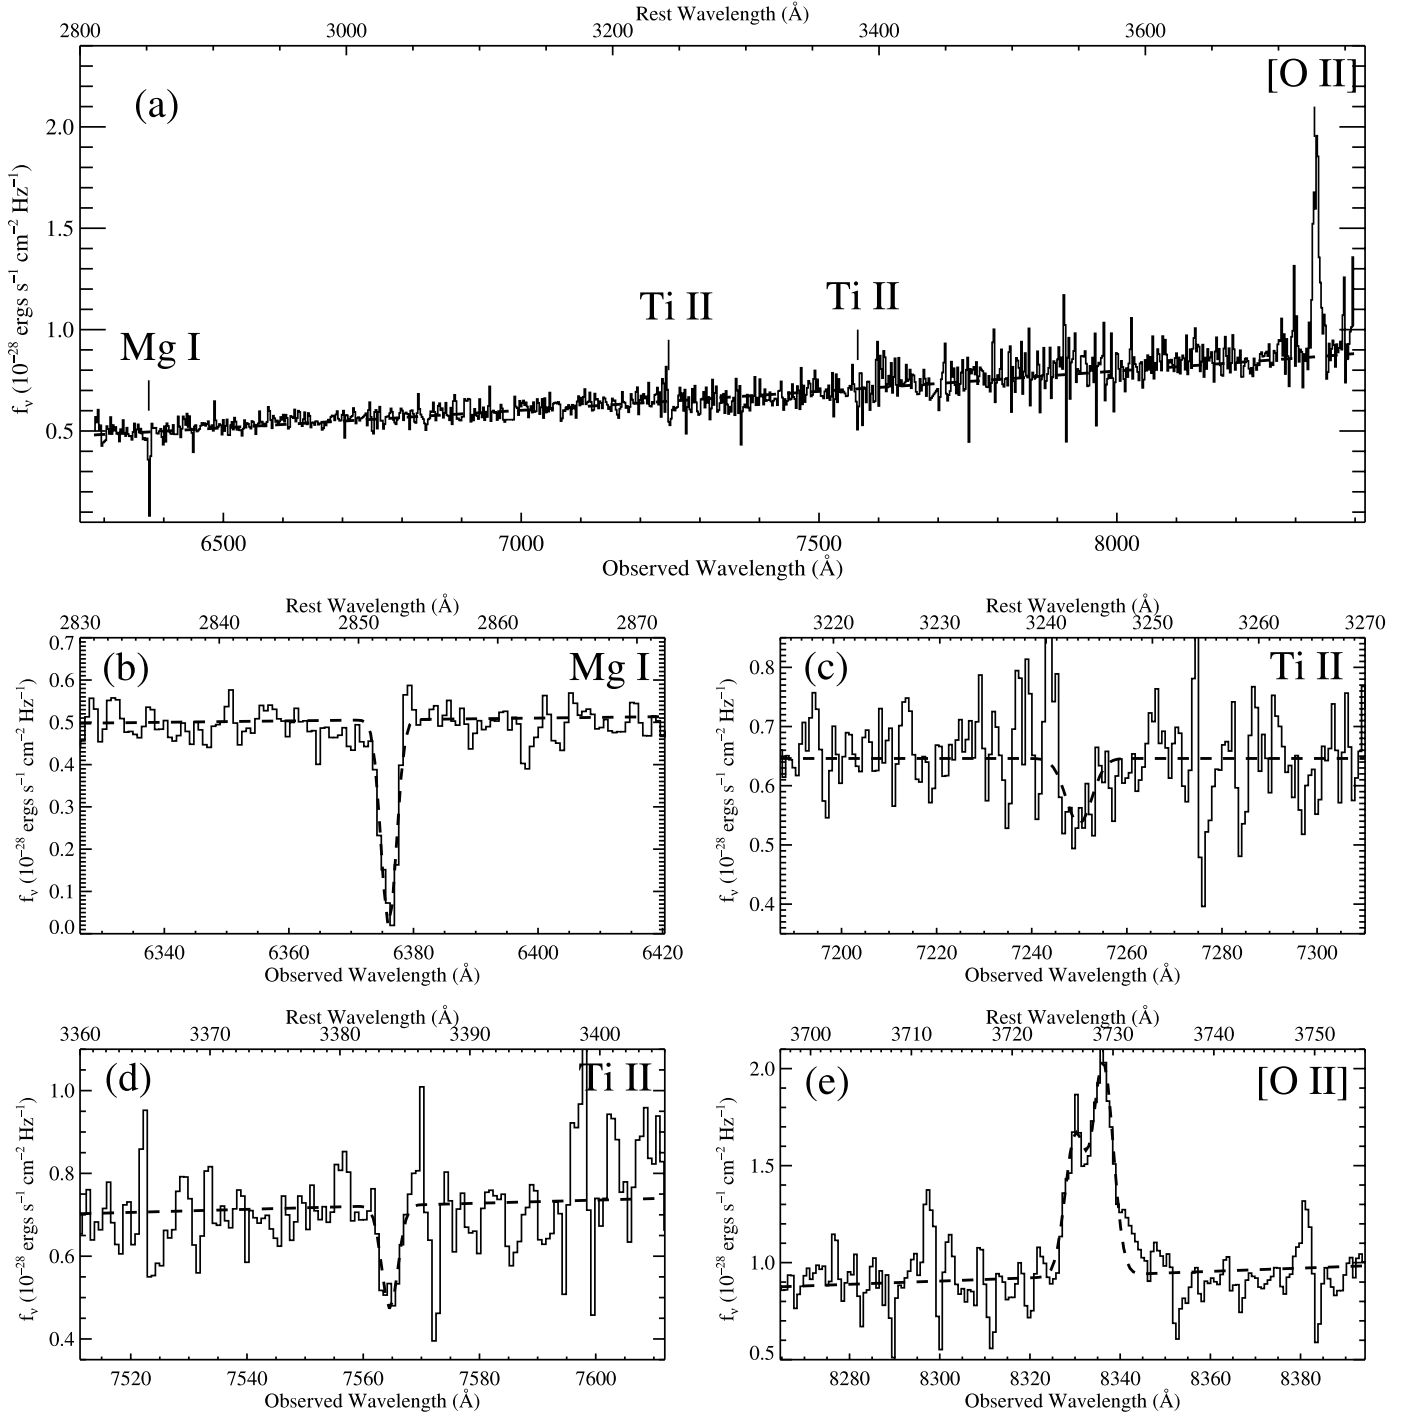 Rest Wavelength (Å)
2800 3000 3200 3400 3600
(a)
[O II]
Ti II
Ti II
Mg I
2.0
1.5
1.0
0.5
fν (10−28 ergs s−1 cm−2 Hz−1)
6500 7000 7500 8000
Observed Wavelength (Å)
Rest Wavelength (Å)
2830 2840 2850 2860 2870
(b)
Mg I
0.7
0.6
0.5
0.4
0.3
0.2
0.1
0.0
fν (10−28 ergs s−1 cm−2 Hz−1)
6340 6360 6380 6400 6420
Observed Wavelength (Å)
Rest Wavelength (Å)
3220 3230 3240 3250 3260 3270
(c)
Ti II
0.8
0.7
0.6
0.5
0.4
fν (10−28 ergs s−1 cm−2 Hz−1)
7200 7220 7240 7260 7280 7300
Observed Wavelength (Å)
Rest Wavelength (Å)
3360 3370 3380 3390 3400
(d)
Ti II
1.0
0.8
0.6
0.4
fν (10−28 ergs s−1 cm−2 Hz−1)
7520 7540 7560 7580 7600
Observed Wavelength (Å)
Rest Wavelength (Å)
3700 3710 3720 3730 3740 3750
(e)
[O II]
2.0
1.5
1.0
0.5
fν (10−28 ergs s−1 cm−2 Hz−1)
8280 8300 8320 8340 8360 8380
Observed Wavelength (Å)